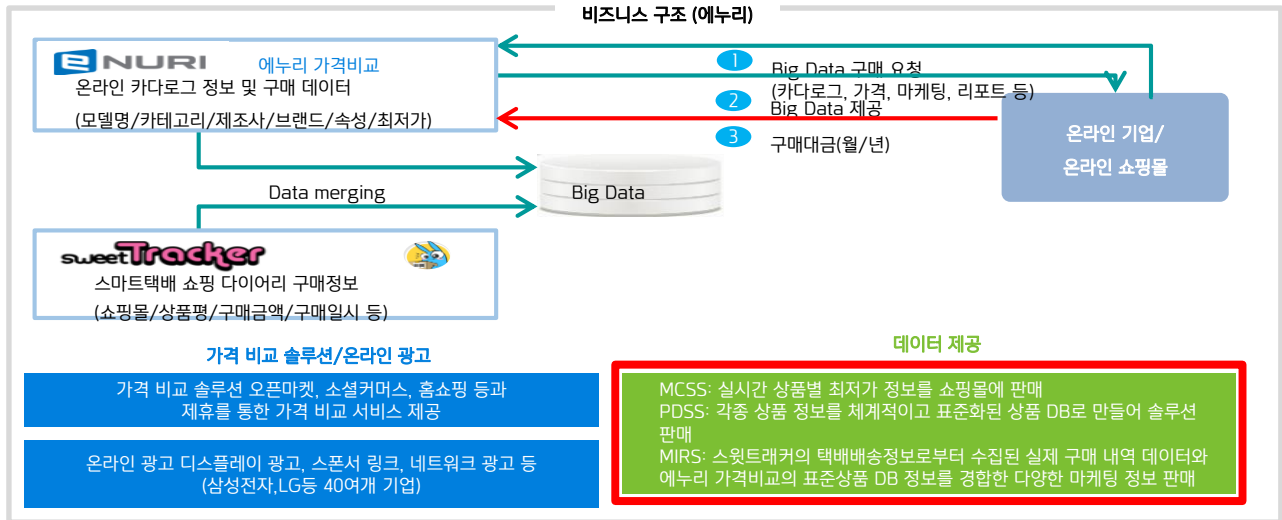 비즈니스 구조 (에누리)
eNURI 에누리 가격비교
온라인 카다로그 정보 및 구매 데이터
(모델명/카테고리/제조사/브랜드/속성/최저가)
1 Big Data 구매 요청
(카다로그, 가격, 마케팅, 리포트 등)
2 Big Data 제공
3 구매대금(월/년)
온라인 기업/
온라인 쇼핑몰
Data merging
Big Data
sweetTracker
스마트택배 쇼핑 다이어리 구매정보
(쇼핑몰/상품평/구매금액/구매일시 등)
가격 비교 솔루션/온라인 광고
가격 비교 솔루션 오픈마켓, 소셜커머스, 홈쇼핑 등과
제휴를 통한 가격 비교 서비스 제공
온라인 광고 디스플레이 광고, 스폰서 링크, 네트워크 광고 등
(삼성전자,LG등 40여개 기업)
데이터 제공
MCSS: 실시간 상품별 최저가 정보를 쇼핑몰에 판매
PDSS: 각종 상품 정보를 체계적이고 표준화된 상품 DB로 만들어 솔루션
판매
MIRS: 스윗트래커의 택배배송정보로부터 수집된 실제 구매 내역 데이터와
에누리 가격비교의 표준상품 DB 정보를 경합한 다양한 마케팅 정보 판매